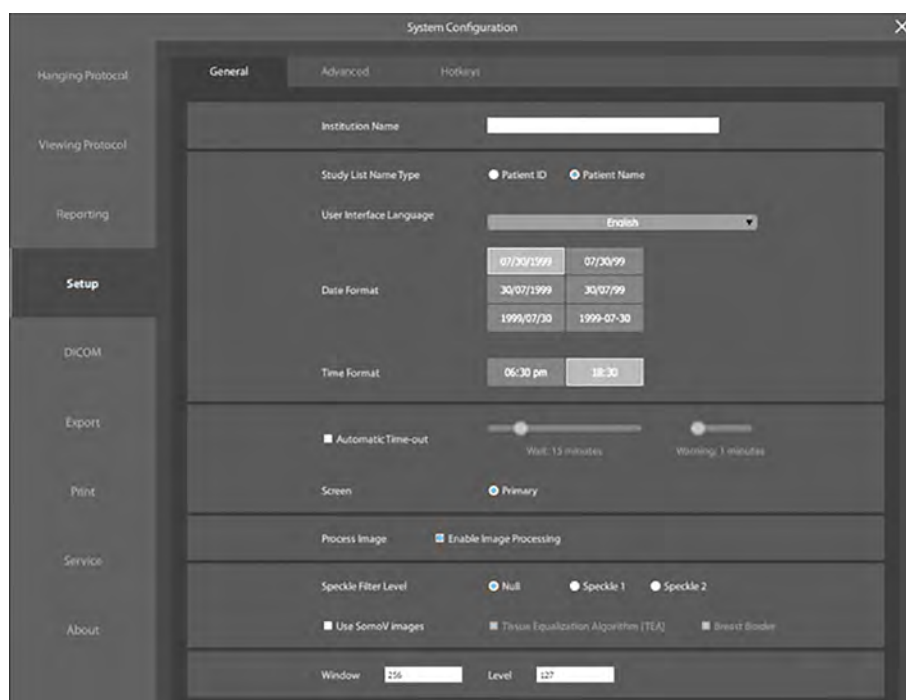 System Configuration
Hanging Protocol
Viewing Protocol
Reporting
Setup
DICOM
Export
Print
Service
About
General Advanced Hotkeys
Institution Name
Study List Name Type Patient ID Patient Name
User Interface Language English
Date Format
07/30/1999 07/30/99
30/07/1999 30/07/99
1999/07/30 1999-07-30
Time Format 06:30 pm 18:30
Automatic Time-out
Wait: 15 minutes Warning: 1 minutes
Screen Primary
Process Image Enable Image Processing
Speckle Filter Level Null Speckle 1 Speckle 2
Use SomoV images Tissue Equalization Algorithm (TEA) Breast Border
Window 256 Level 127